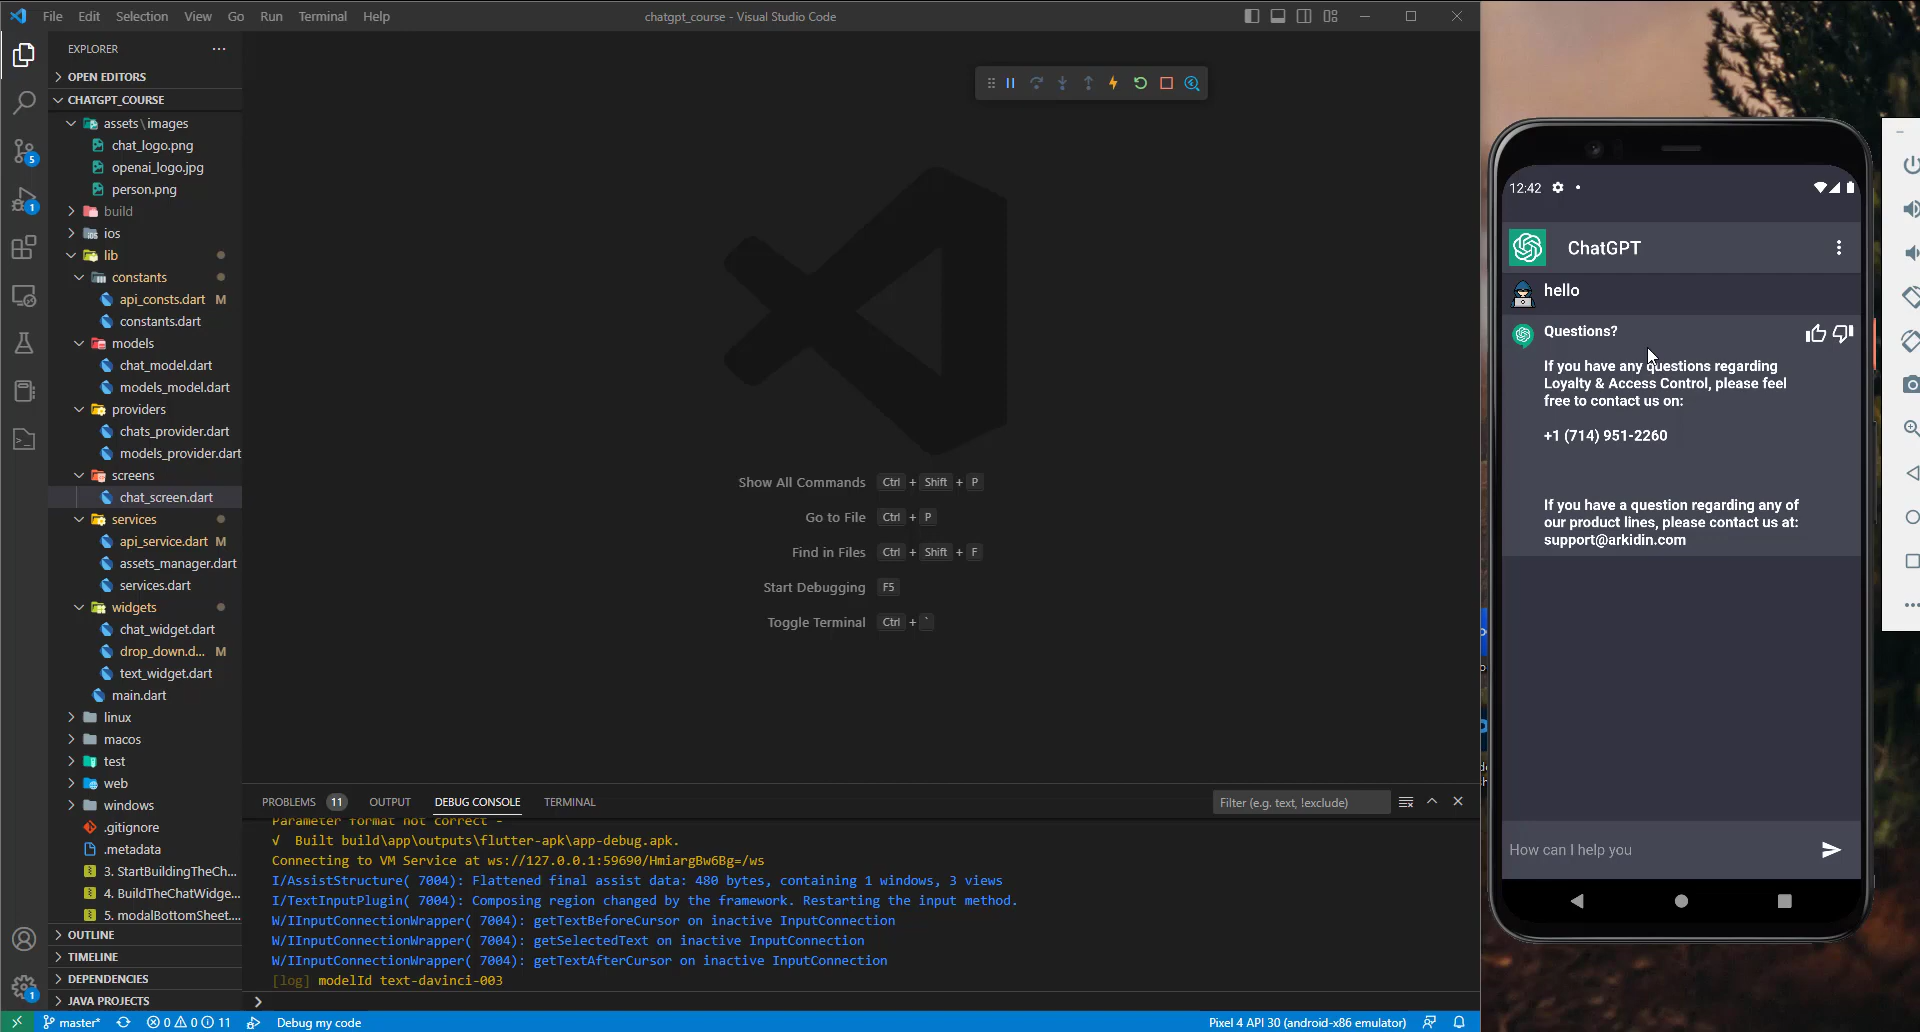 File Edit Selection View Go Run Terminal Help
chatgpt_course - Visual Studio Code
EXPLORER
OPEN EDITORS
CHATGPT_COURSE
assets\images
chat_logo.png
openai_logo.jpg
person.png
build
ios
lib
constants
api_consts.dart M
constants.dart
models
chat_model.dart
models_model.dart
providers
chats_provider.dart
models_provider.dart
screens
chat_screen.dart
services
api_service.dart M
assets_manager.dart
services.dart
widgets
chat_widget.dart
drop_down.d... M
text_widget.dart
main.dart
linux
macos
test
web
windows
.gitignore
.metadata
3. StartBuildingTheCh...
4. BuildTheChatWidge...
5. modalBottomSheet....
OUTLINE
TIMELINE
DEPENDENCIES
JAVA PROJECTS
5
1
1
Show All Commands Ctrl + Shift + P
Go to File Ctrl + P
Find in Files Ctrl + Shift + F
Start Debugging F5
Toggle Terminal Ctrl + `
PROBLEMS 11 OUTPUT DEBUG CONSOLE TERMINAL
Filter (e.g. text, !exclude)
Parameter format not correct -
√ Built build\app\outputs\flutter-apk\app-debug.apk.
Connecting to VM Service at ws://127.0.0.1:59690/HmiargBw6Bg=/ws
I/AssistStructure( 7004): Flattened final assist data: 480 bytes, containing 1 windows, 3 views
I/TextInputPlugin( 7004): Composing region changed by the framework. Restarting the input method.
W/IInputConnectionWrapper( 7004): getTextBeforeCursor on inactive InputConnection
W/IInputConnectionWrapper( 7004): getSelectedText on inactive InputConnection
W/IInputConnectionWrapper( 7004): getTextAfterCursor on inactive InputConnection
[log] modelId text-davinci-003
master* 0 0 11 Debug my code
Pixel 4 API 30 (android-x86 emulator)
12:42
ChatGPT
hello
Questions?
If you have any questions regarding
Loyalty & Access Control, please feel
free to contact us on:
+1 (714) 951-2260
If you have a question regarding any of
our product lines, please contact us at:
support@arkidin.com
How can I help you